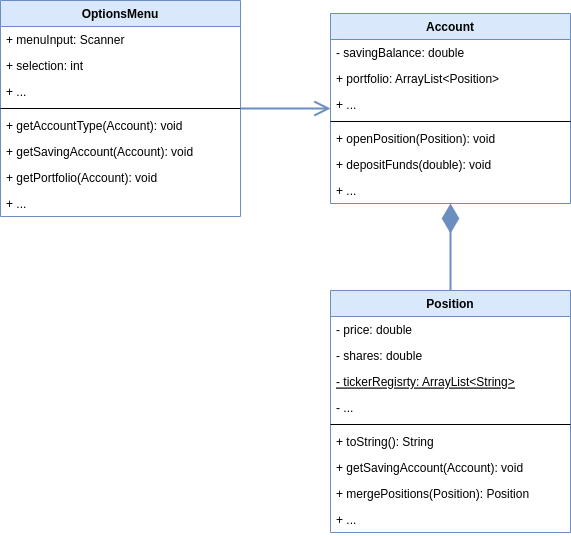 OptionsMenu
+ menuInput: Scanner
+ selection: int
+ ...
+ getAccountType(Account): void
+ getSavingAccount(Account): void
+ getPortfolio(Account): void
+ ...
Account
- savingBalance: double
+ portfolio: ArrayList<Position>
+ ...
+ openPosition(Position): void
+ depositFunds(double): void
+ ...
Position
- price: double
- shares: double
- tickerRegisrty: ArrayList<String>
- ...
+ toString(): String
+ getSavingAccount(Account): void
+ mergePositions(Position): Position
+ ...